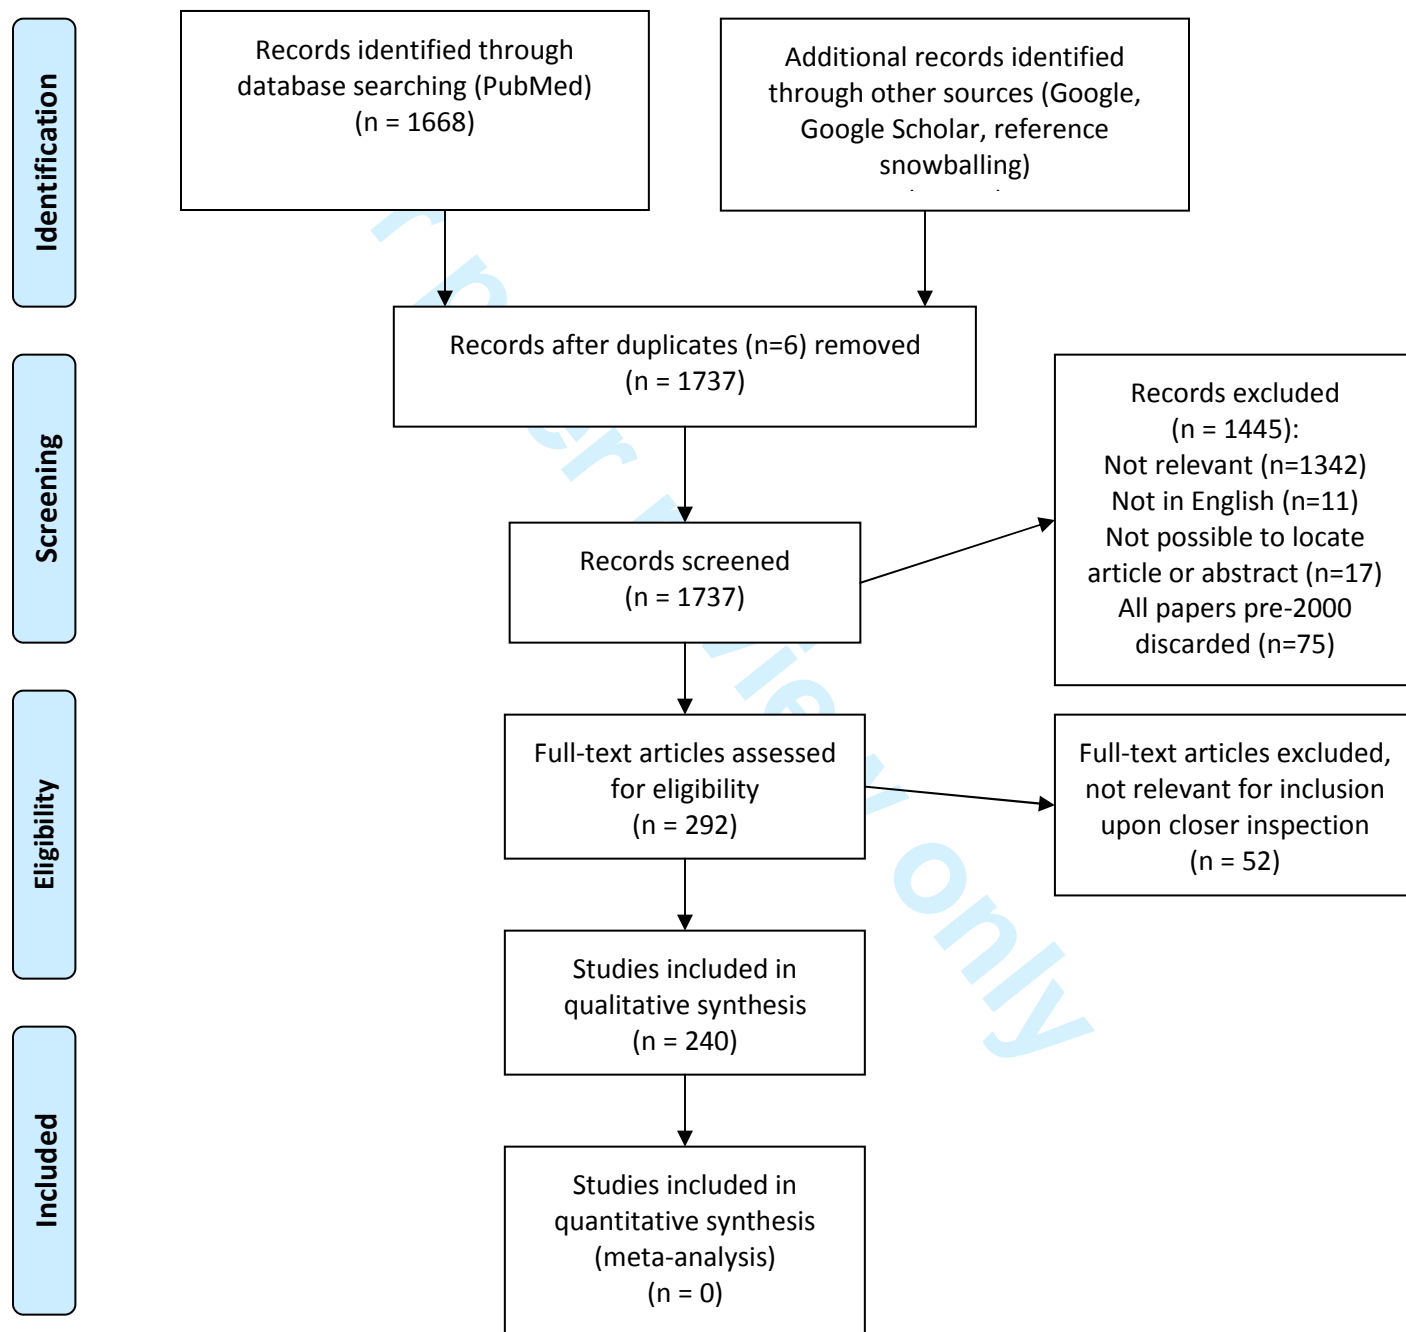 Identification
Records identified through
database searching (PubMed)
(n = 1668)
Additional records identified
through other sources (Google,
Google Scholar, reference
snowballing)
Records after duplicates (n=6) removed
(n = 1737)
Screening
Records screened
(n = 1737)
Records excluded
(n = 1445):
Not relevant (n=1342)
Not in English (n=11)
Not possible to locate
article or abstract (n=17)
All papers pre-2000
discarded (n=75)
Eligibility
Full-text articles assessed
for eligibility
(n = 292)
Full-text articles excluded,
not relevant for inclusion
upon closer inspection
(n = 52)
Studies included in
qualitative synthesis
(n = 240)
Included
Studies included in
quantitative synthesis
(meta-analysis)
(n = 0)
only